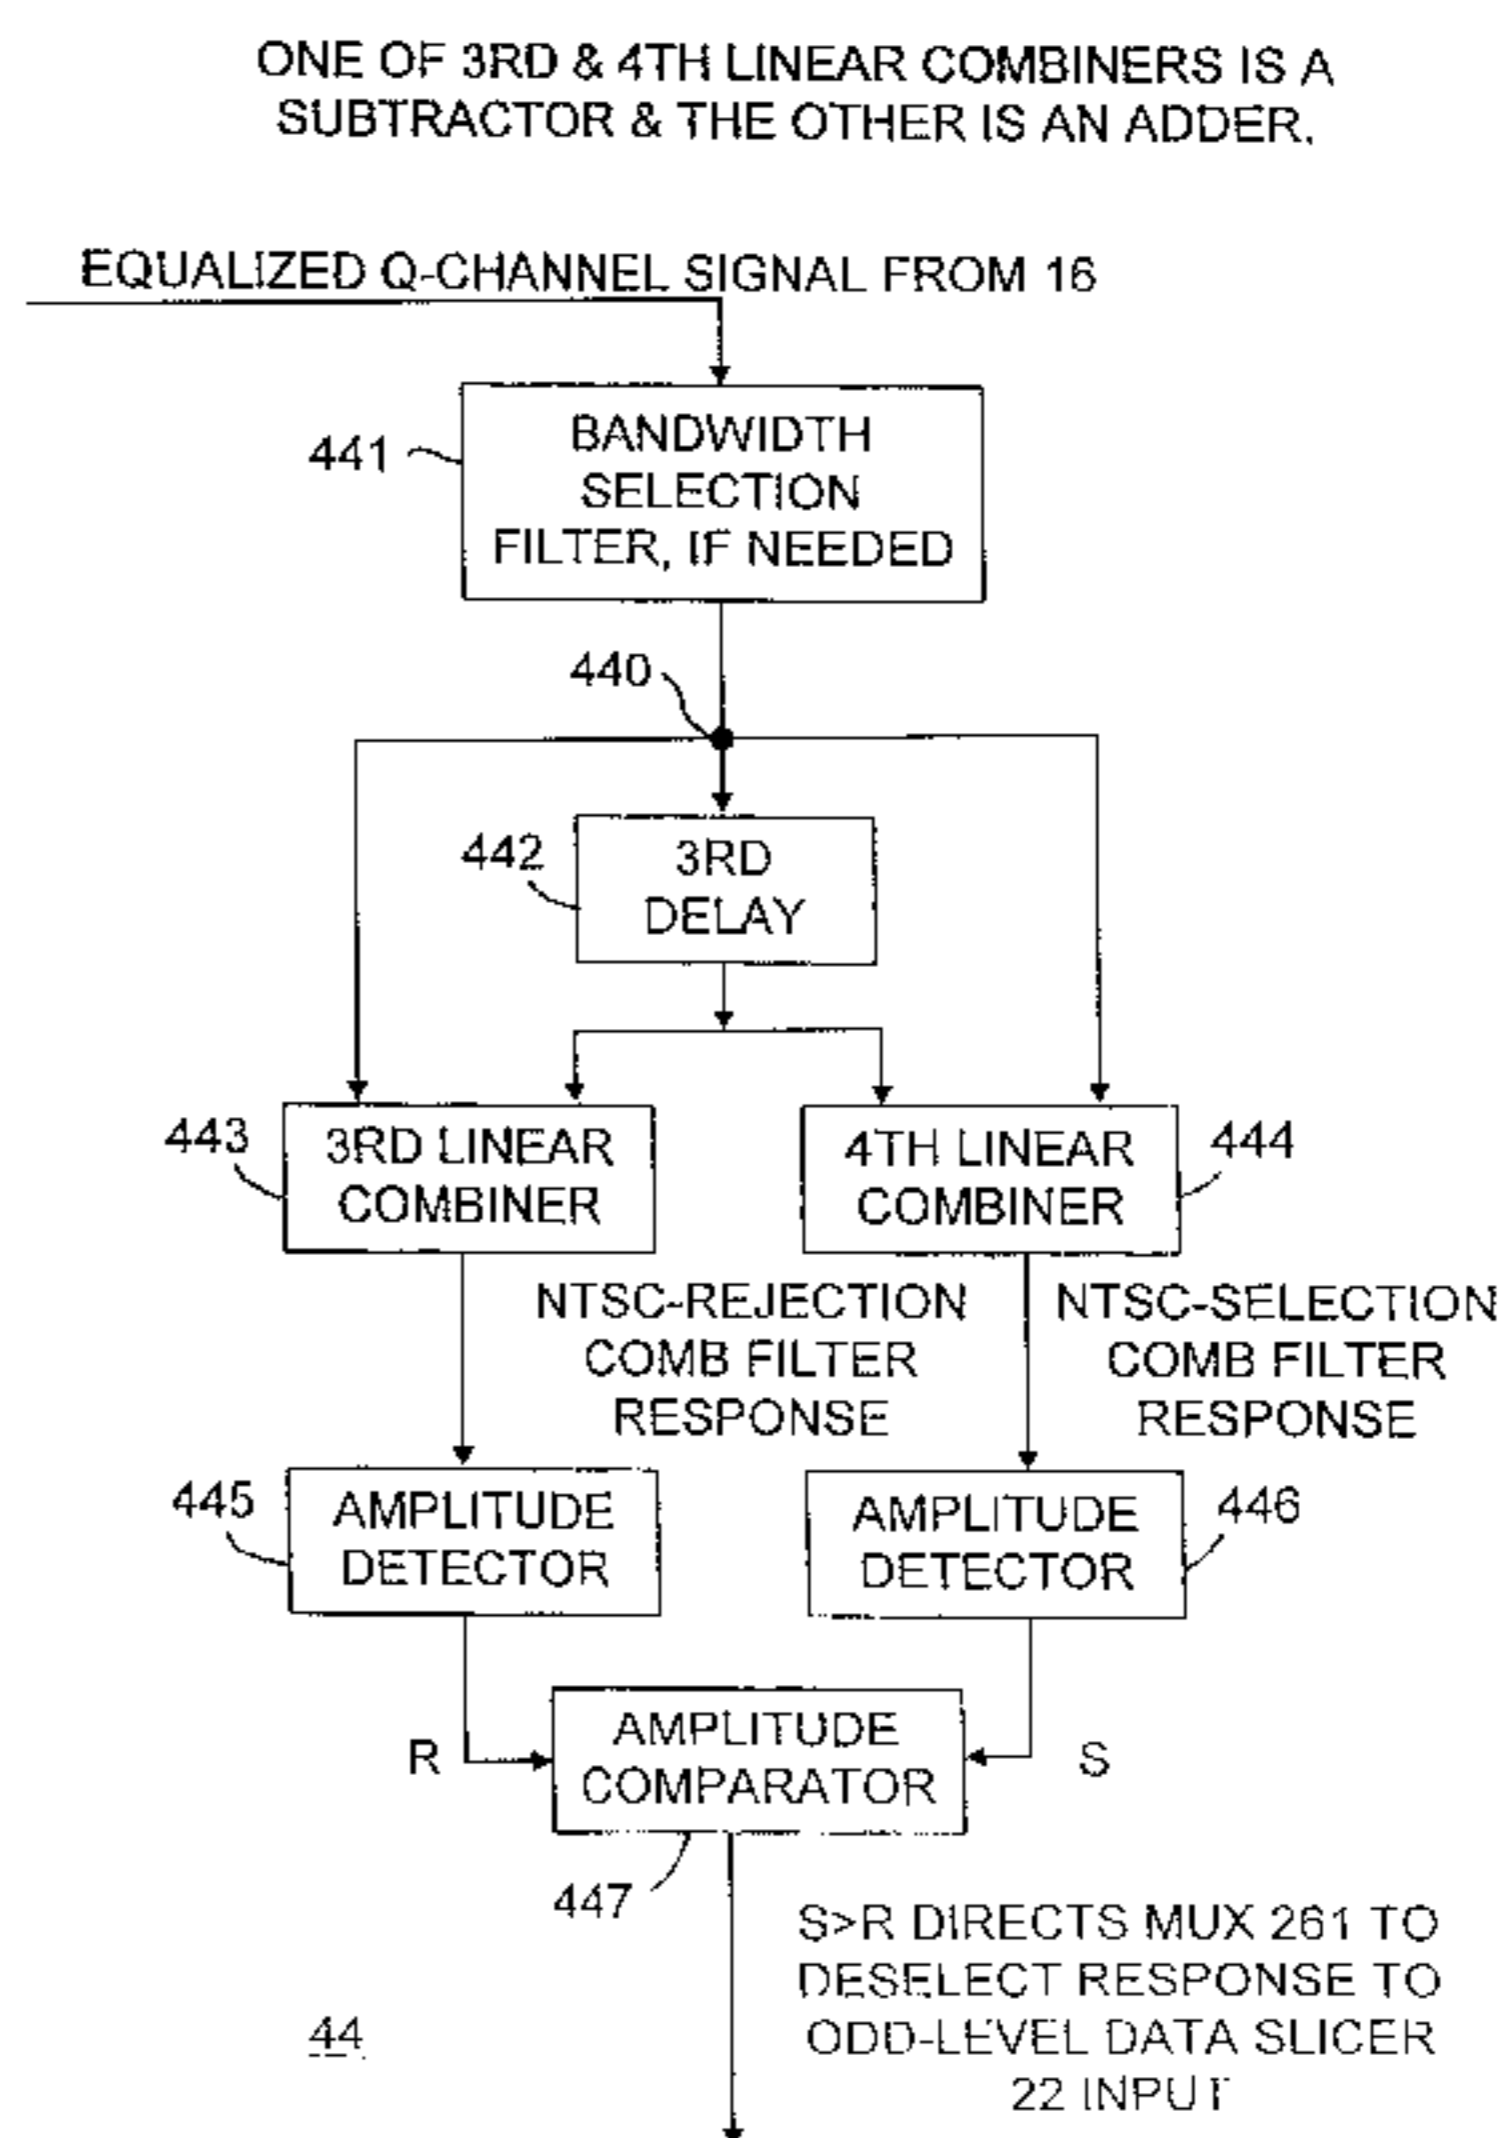 ONE OF 3RD & 4TH LINEAR COMBINERS IS A
SUBTRACTOR & THE OTHER IS AN ADDER.
EQUALIZED Q-CHANNEL SIGNAL FROM 16
441
BANDWIDTH
SELECTION
FILTER, IF NEEDED
440
442
3RD
DELAY
443
3RD LINEAR
COMBINER
4TH LINEAR
COMBINER
444
NTSC-REJECTION
COMB FILTER
RESPONSE
NTSC-SELECTION
COMB FILTER
RESPONSE
445
AMPLITUDE
DETECTOR
AMPLITUDE
DETECTOR
446
R
AMPLITUDE
COMPARATOR
S
447
S>R DIRECTS MUX 261 TO
DESELECT RESPONSE TO
ODD-LEVEL DATA SLICER
22 INPUT
44